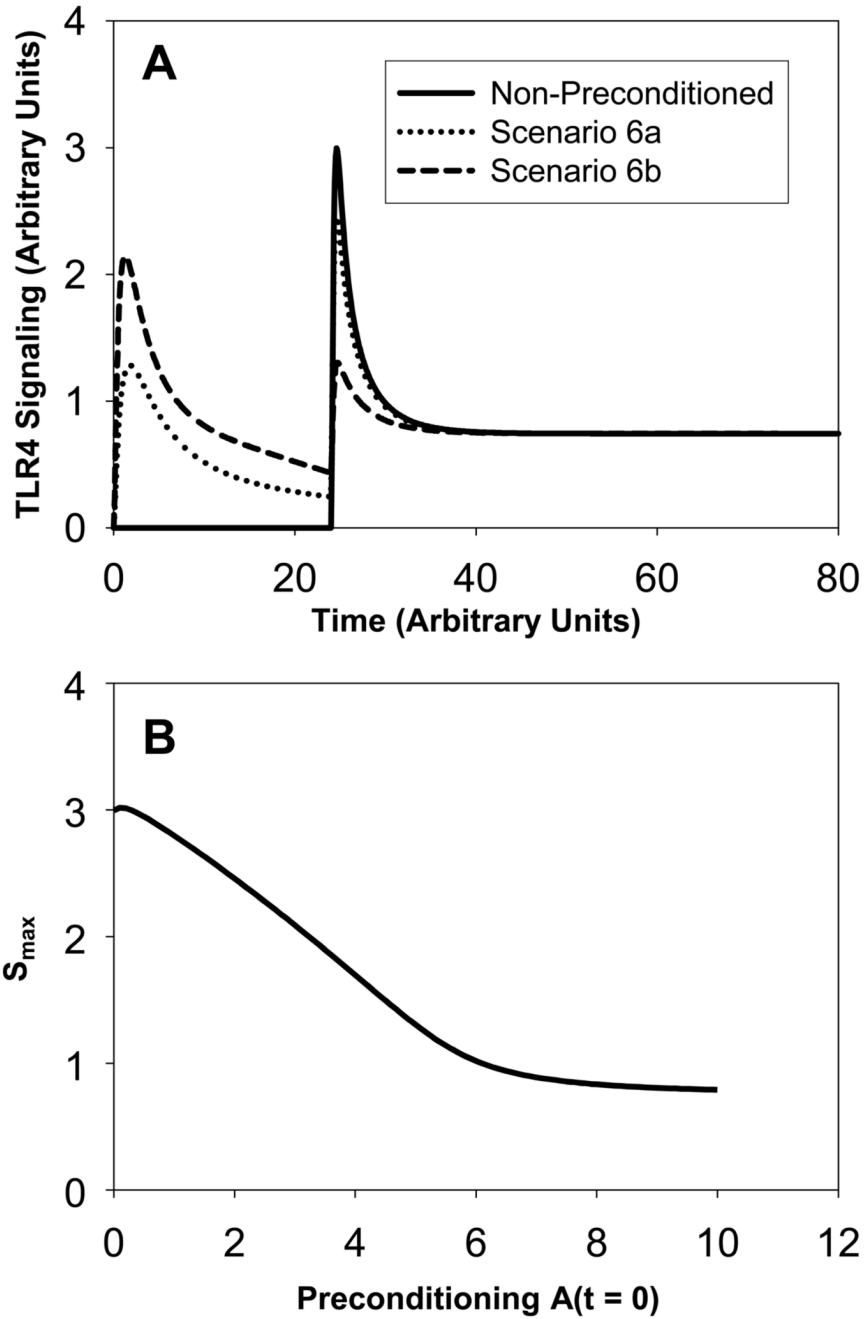 A
Non-Preconditioned
Scenario 6a
Scenario 6b
TLR4 Signaling (Arbitrary Units)
4
3
2
1
0
0 20 40 60 80
Time (Arbitrary Units)
B
Smax
4
3
2
1
0
0 2 4 6 8 10 12
Preconditioning A(t = 0)